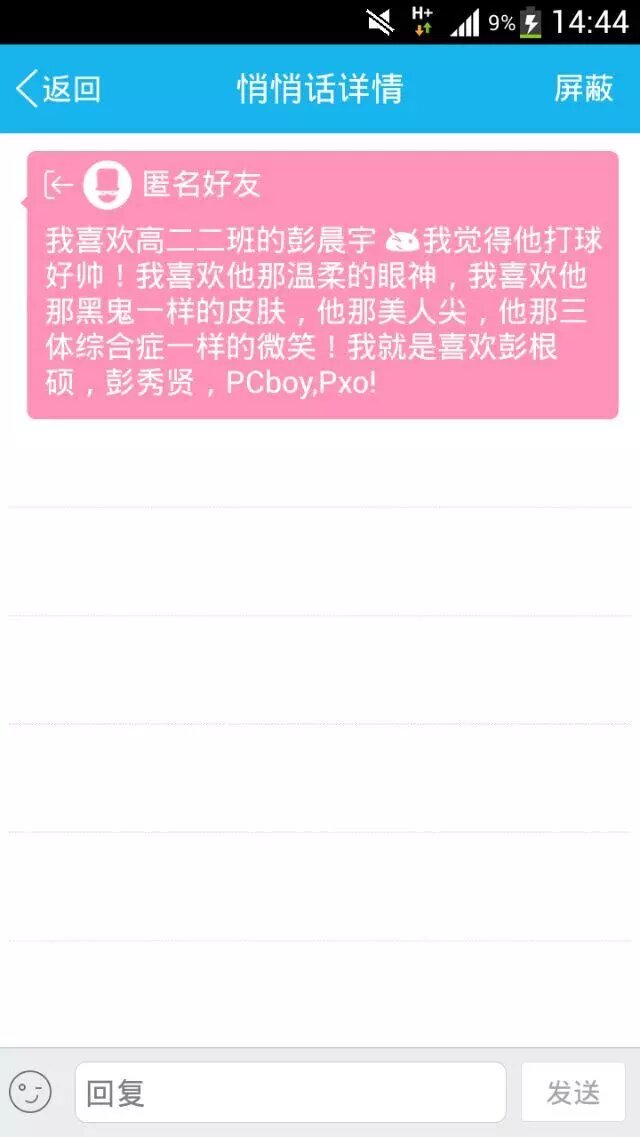 H+ 9% 14:44
返回 悄悄话详情 屏蔽
匿名好友
我喜欢高二二班的彭晨宇 我觉得他打球
好帅！我喜欢他那温柔的眼神，我喜欢他
那黑鬼一样的皮肤，他那美人尖，他那三
体综合症一样的微笑！我就是喜欢彭根
硕，彭秀贤，PCboy,Pxo!
回复 发送